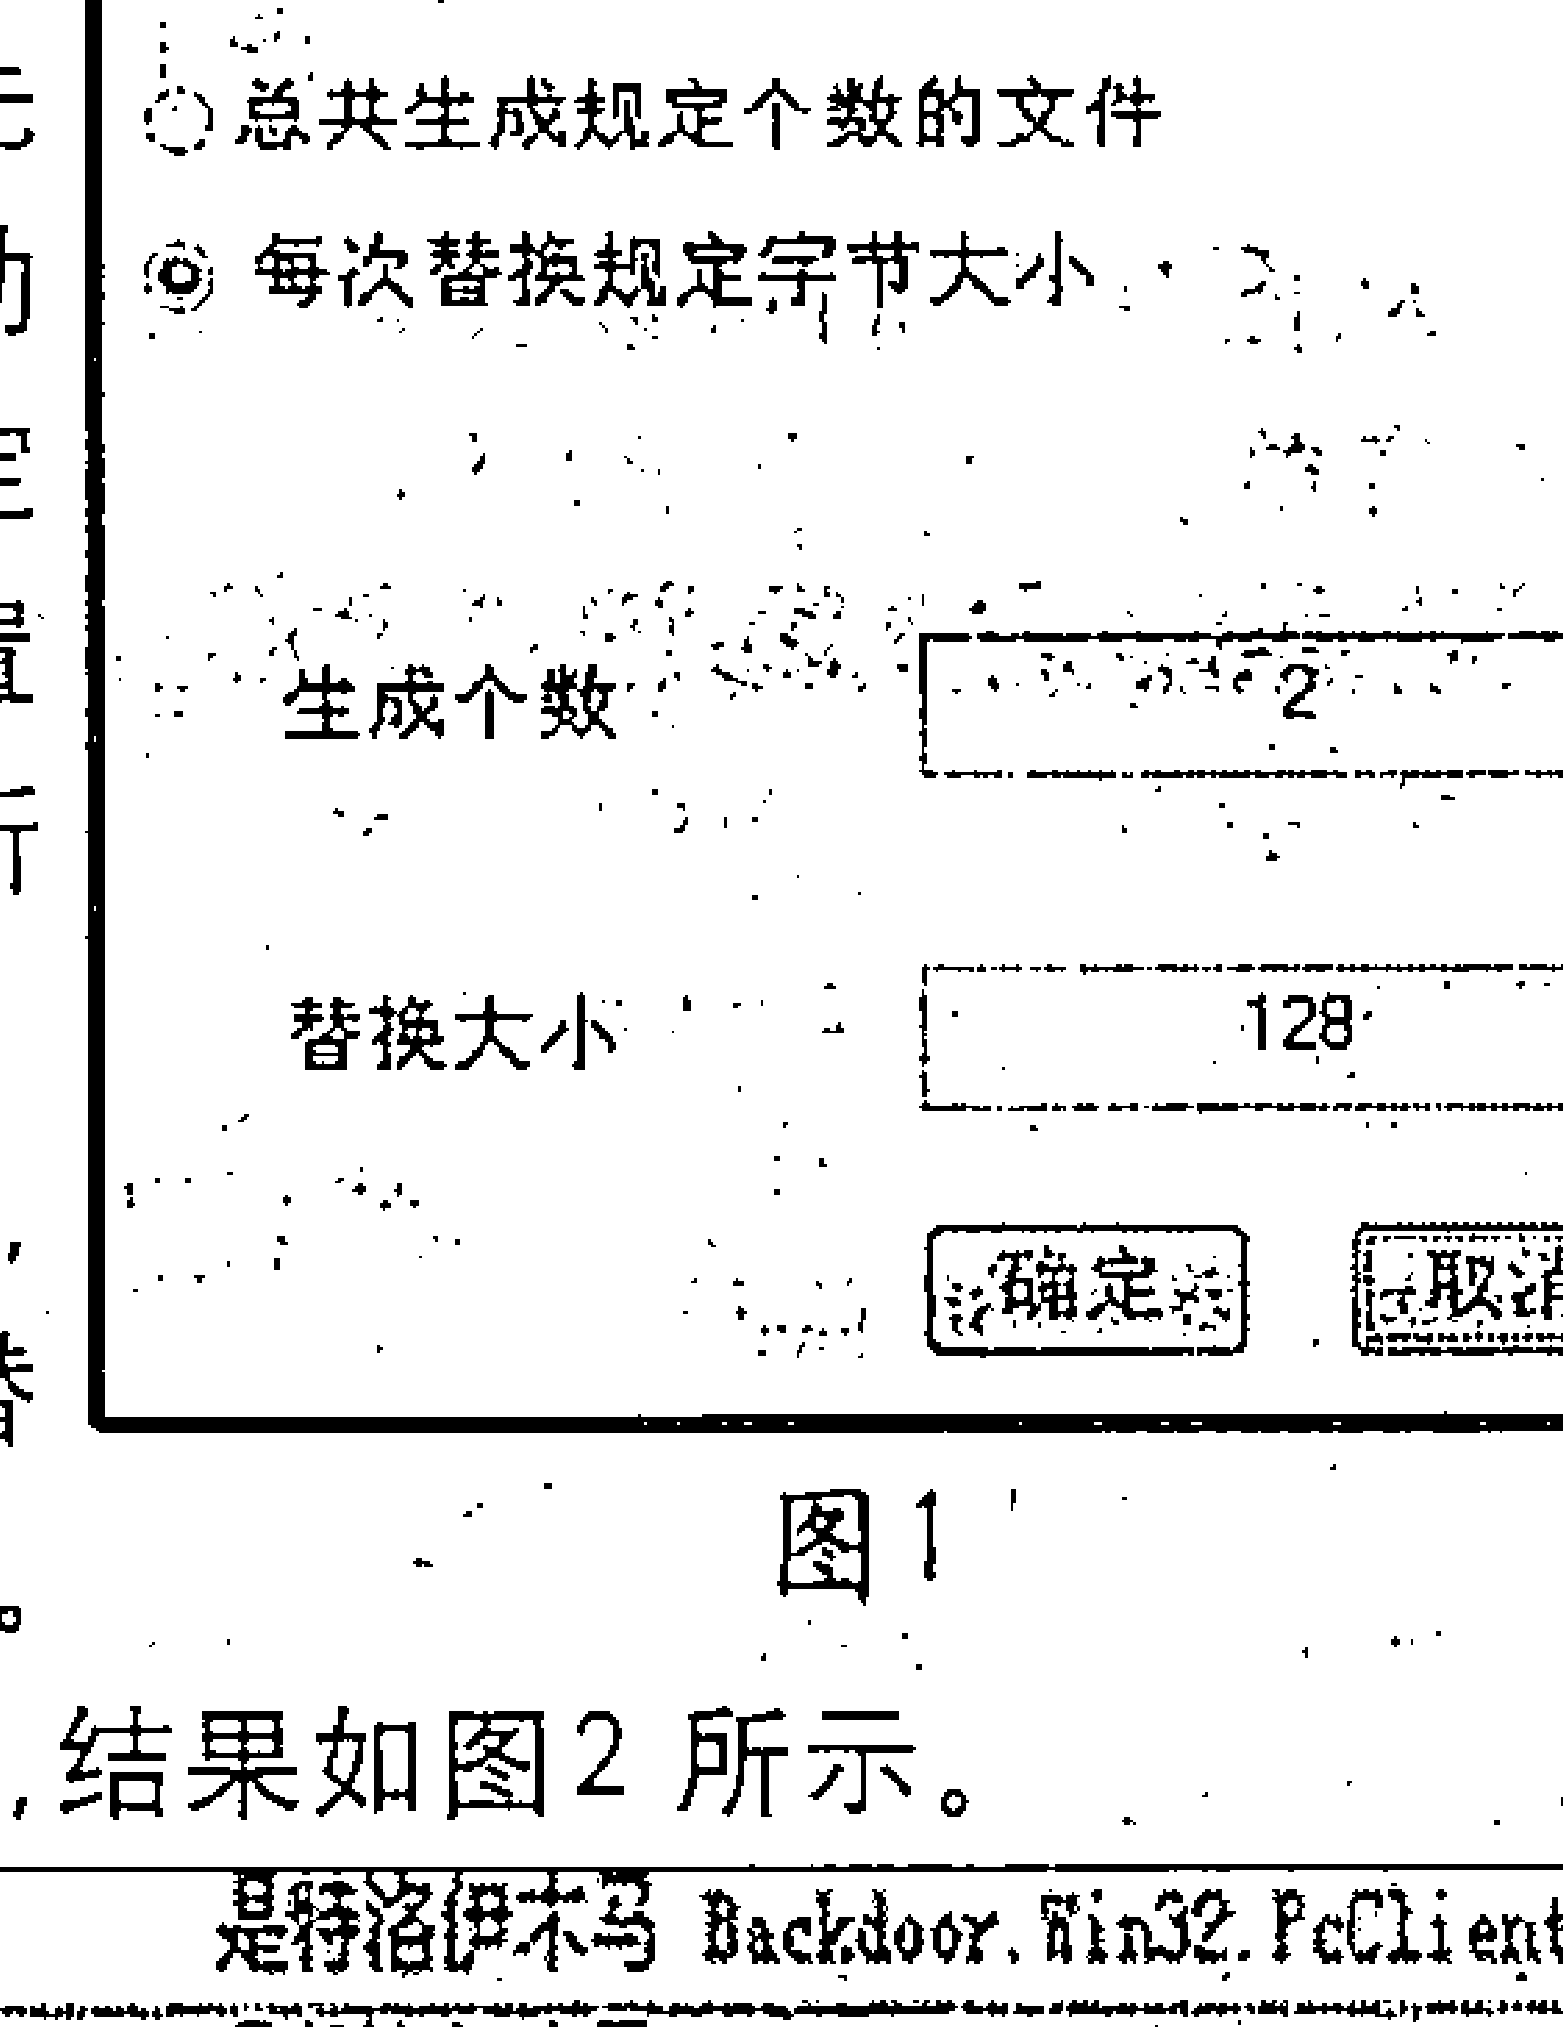 总共生成规定个数的文件
每次替换规定字节大小
生成个数 2
替换大小 128
确定 取消
图 1
,结果如图2 所示。
是特洛伊木马 Backdoor.Win32.PcClient